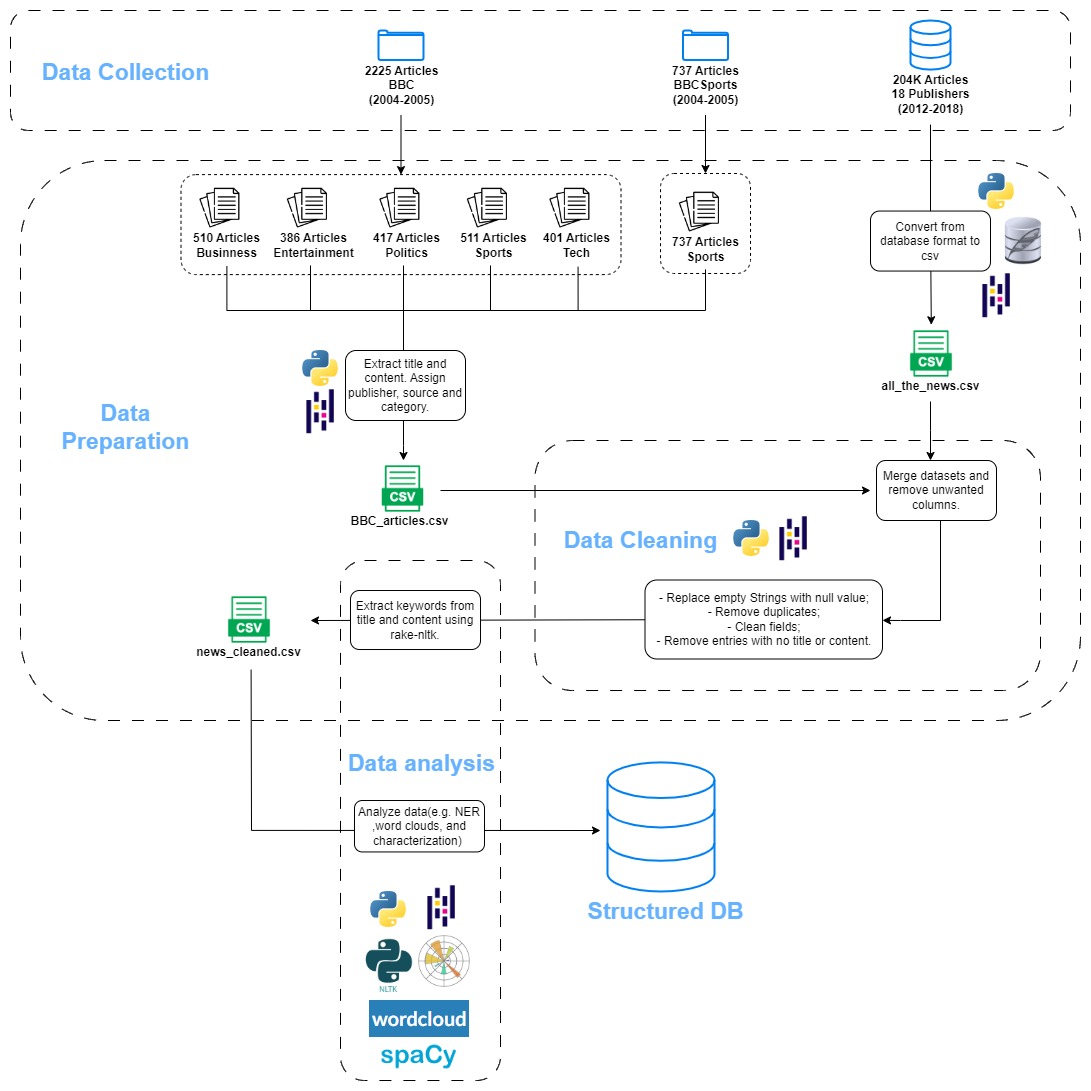 Data Collection
2225 Articles
BBC
(2004-2005)
737 Articles
BBC Sports
(2004-2005)
204K Articles
18 Publishers
(2012-2018)
510 Articles
Businness
386 Articles
Entertainment
417 Articles
Politics
511 Articles
Sports
401 Articles
Tech
737 Articles
Sports
Convert from
database format to
csv
Extract title and
content. Assign
publisher, source and
category.
CSV
all_the_news.csv
Data
Preparation
CSV
BBC_articles.csv
Merge datasets and
remove unwanted
columns.
Data Cleaning
- Replace empty Strings with null value;
- Remove duplicates;
- Clean fields;
- Remove entries with no title or content.
Extract keywords from
title and content using
rake-nltk.
CSV
news_cleaned.csv
Data analysis
Analyze data(e.g. NER
,word clouds, and
characterization)
Structured DB
NLTK
wordcloud
spaCy